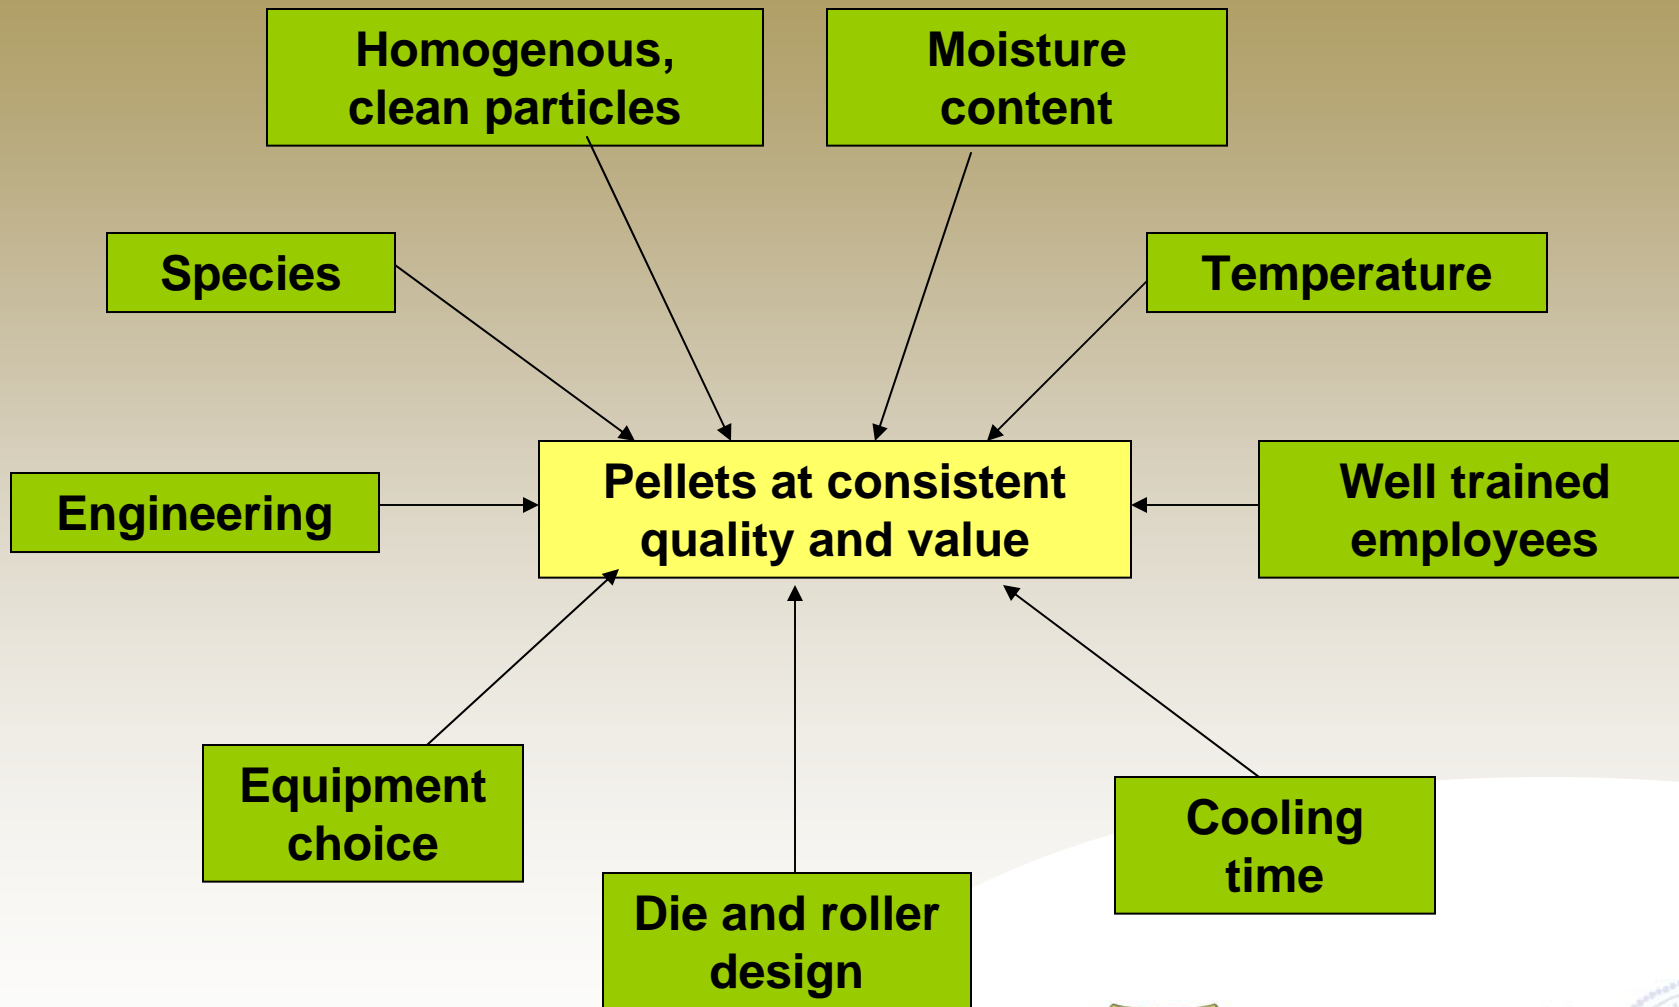 Homogenous,
clean particles
Moisture
content
Species
Temperature
Engineering
Pellets at consistent
quality and value
Well trained
employees
Equipment
choice
Cooling
time
Die and roller
design